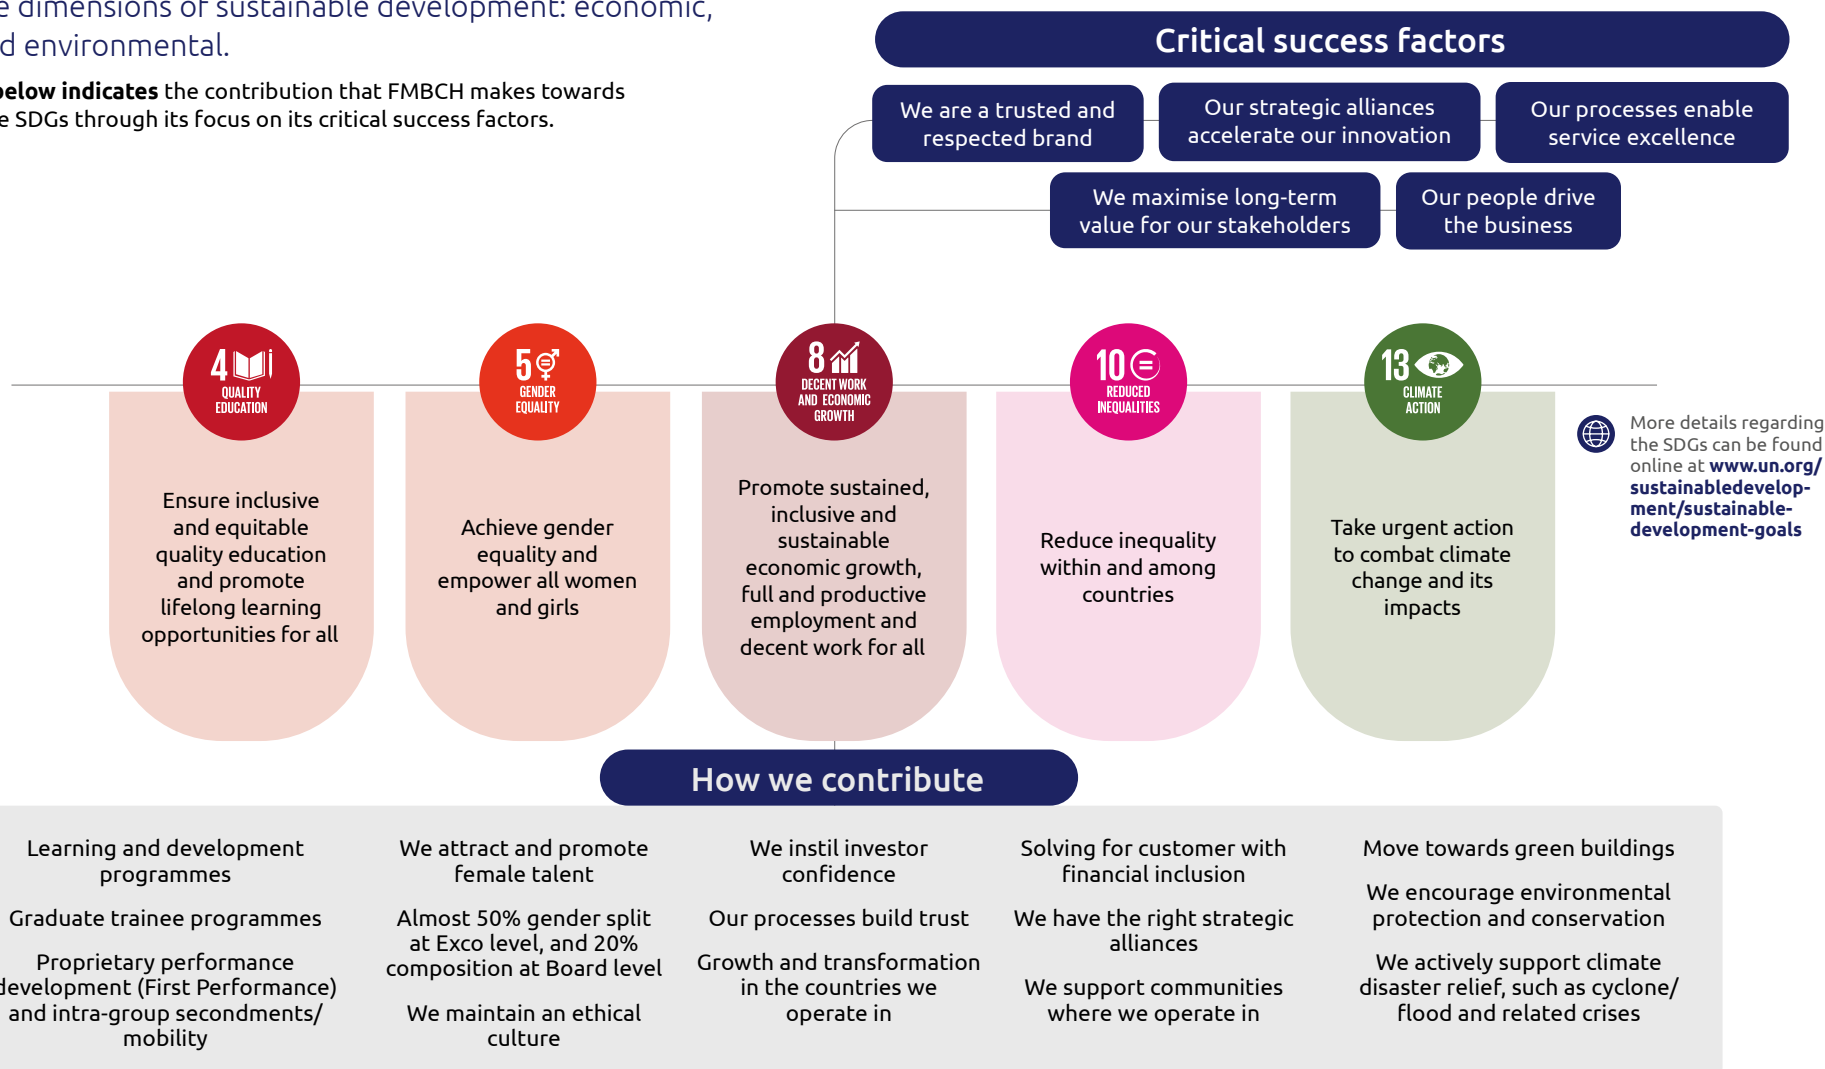 e dimensions of sustainable development: economic,
d environmental.
below indicates the contribution that FMBCH makes towards
e SDGs through its focus on its critical success factors.
Critical success factors
We are a trusted and
respected brand
Our strategic alliances
accelerate our innovation
Our processes enable
service excellence
We maximise long-term
value for our stakeholders
Our people drive
the business
4
QUALITY
EDUCATION
Ensure inclusive
and equitable
quality education
and promote
lifelong learning
opportunities for all
5
GENDER
EQUALITY
Achieve gender
equality and
empower all women
and girls
8
DECENT WORK
AND ECONOMIC
GROWTH
Promote sustained,
inclusive and
sustainable
economic growth,
full and productive
employment and
decent work for all
10
REDUCED
INEQUALITIES
Reduce inequality
within and among
countries
13
CLIMATE
ACTION
Take urgent action
to combat climate
change and its
impacts
More details regarding
the SDGs can be found
online at www.un.org/
sustainabledevelop-
ment/sustainable-
development-goals
How we contribute
Learning and development
programmes
Graduate trainee programmes
Proprietary performance
development (First Performance)
and intra-group secondments/
mobility
We attract and promote
female talent
Almost 50% gender split
at Exco level, and 20%
composition at Board level
We maintain an ethical
culture
We instil investor
confidence
Our processes build trust
Growth and transformation
in the countries we
operate in
Solving for customer with
financial inclusion
We have the right strategic
alliances
We support communities
where we operate in
Move towards green buildings
We encourage environmental
protection and conservation
We actively support climate
disaster relief, such as cyclone/
flood and related crises